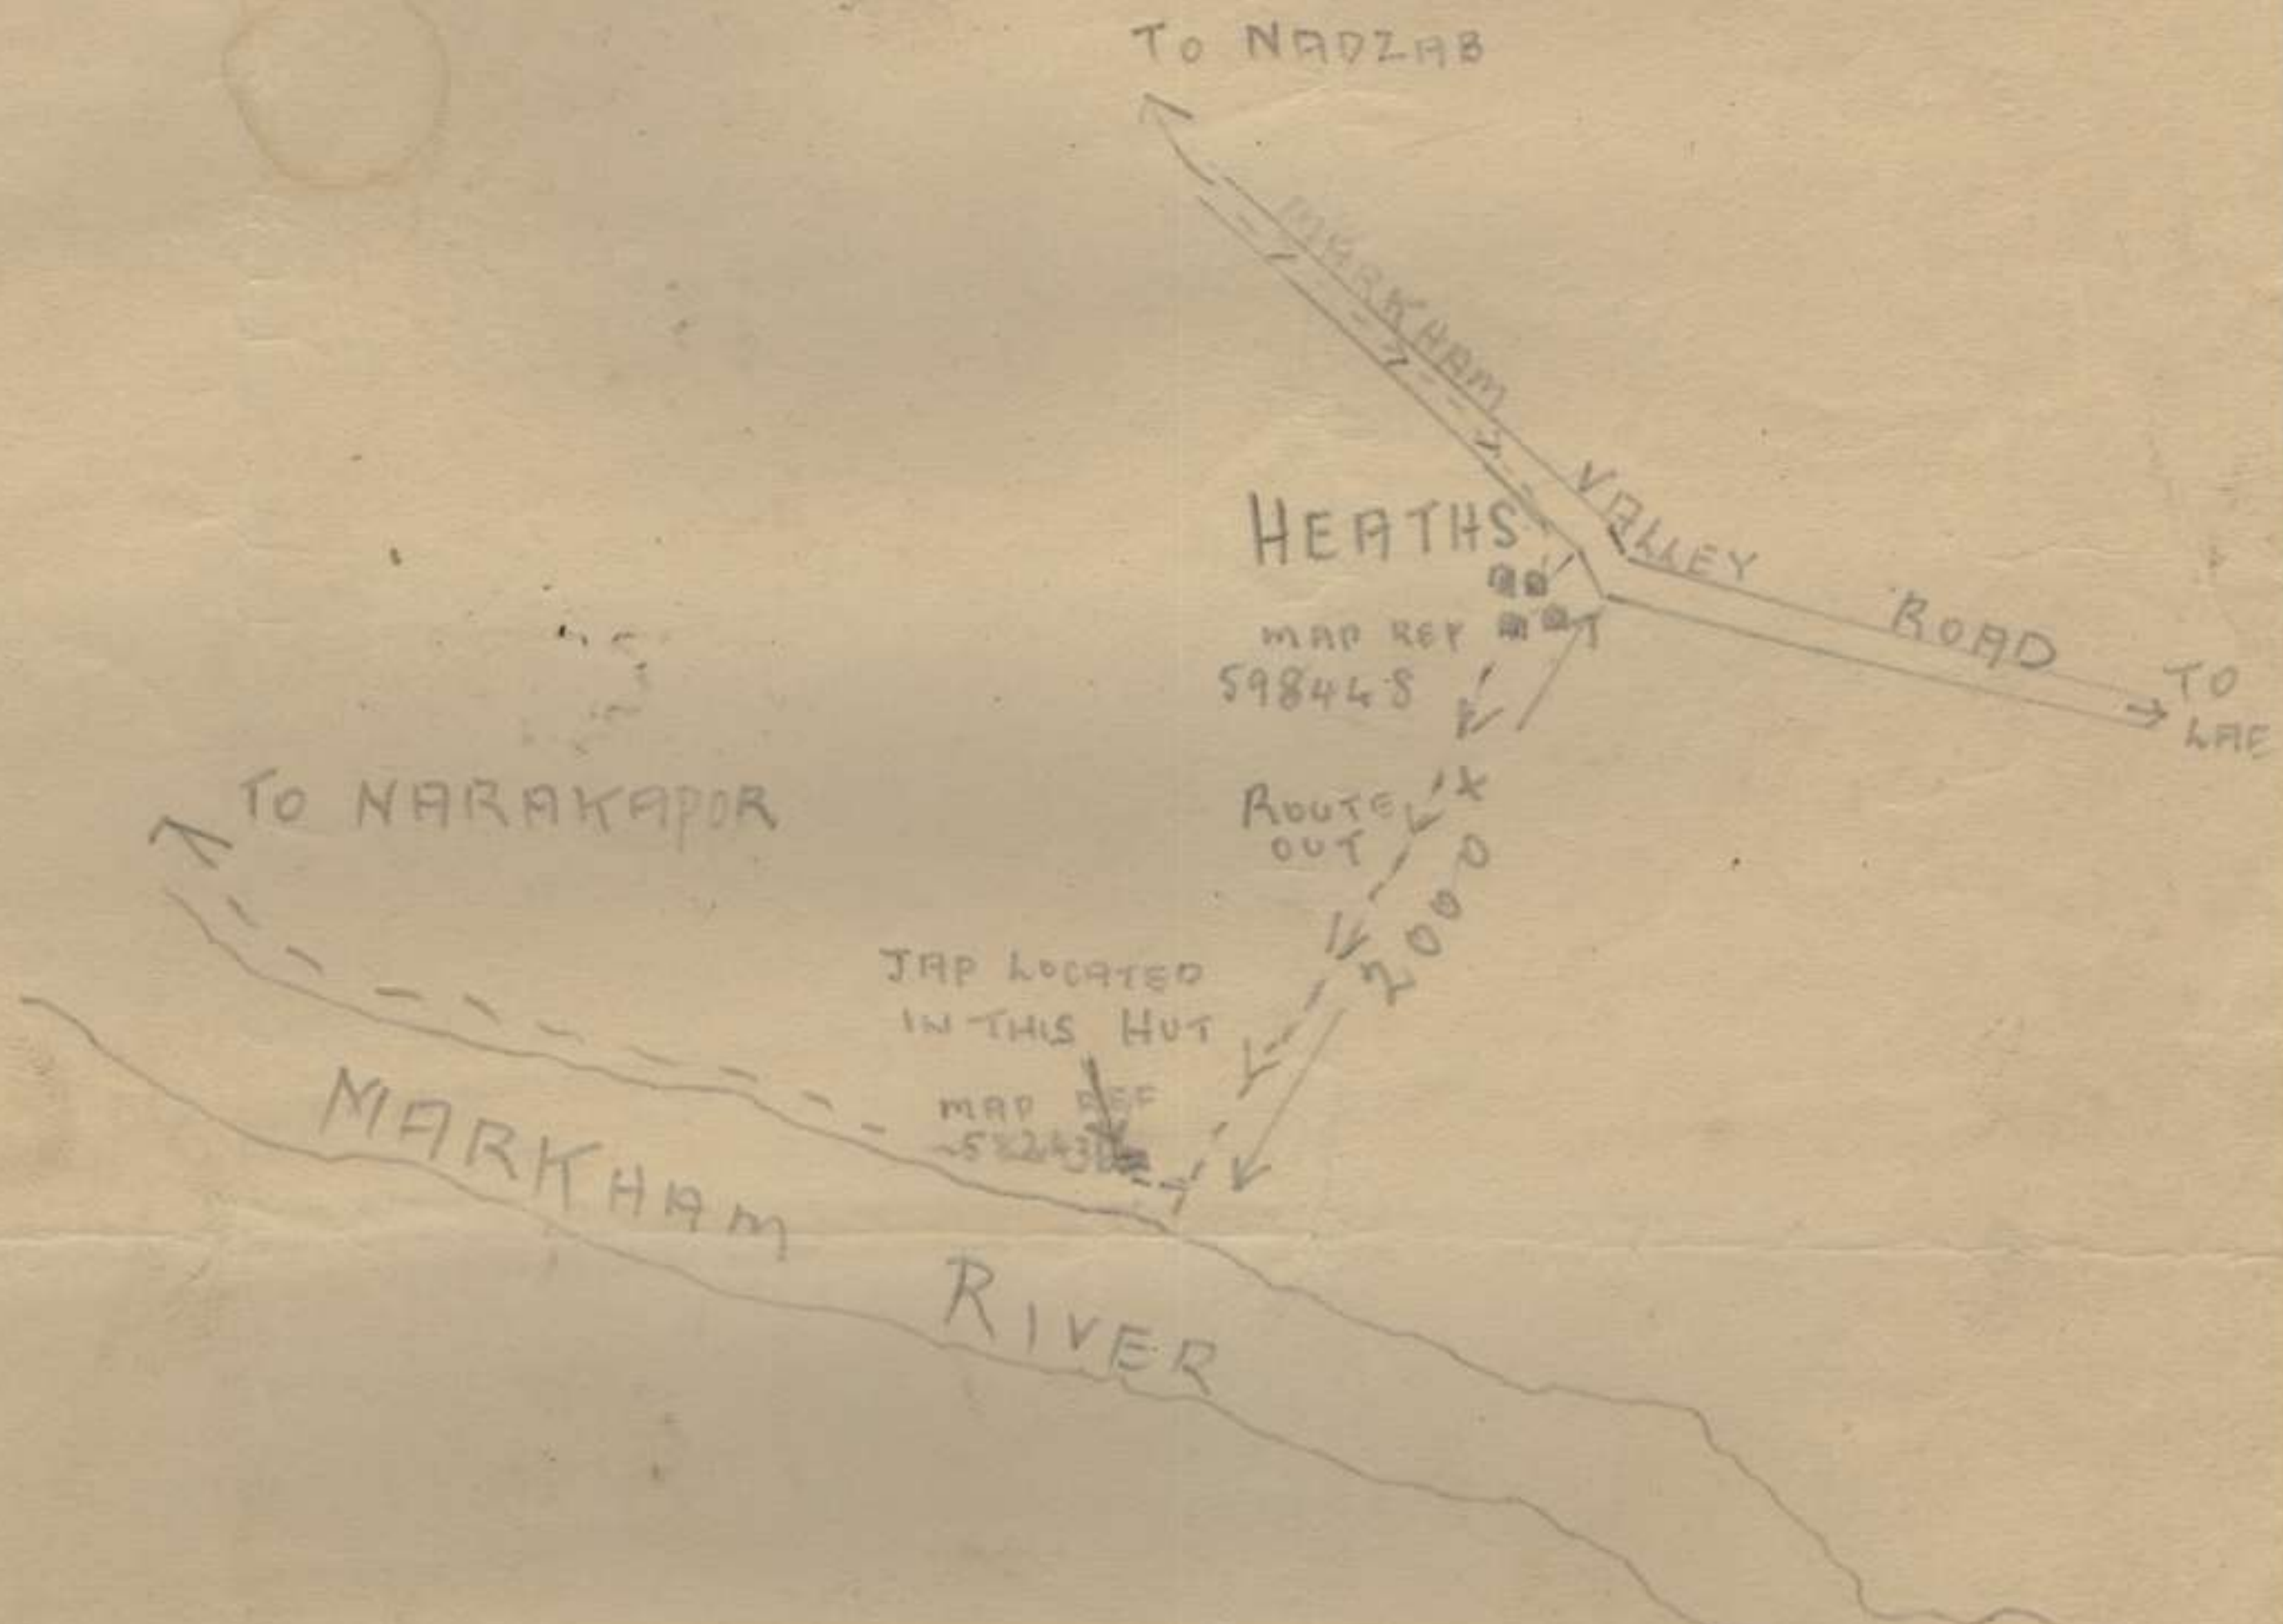 TO NADZAB
MARKHAM VALLEY ROAD
HEATHS
MAP REF
598448
TO
LAE
TO NARAKAPOR
ROUTE
OUT
2000 X
JAP LOCATED
IN THIS HUT
MAP REF
MARKHAM RIVER